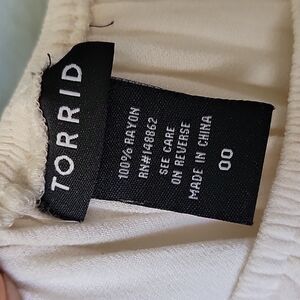 TORRID
100% RAYON
RN#148862
SEE CARE
ON REVERSE
MADE IN CHINA
00